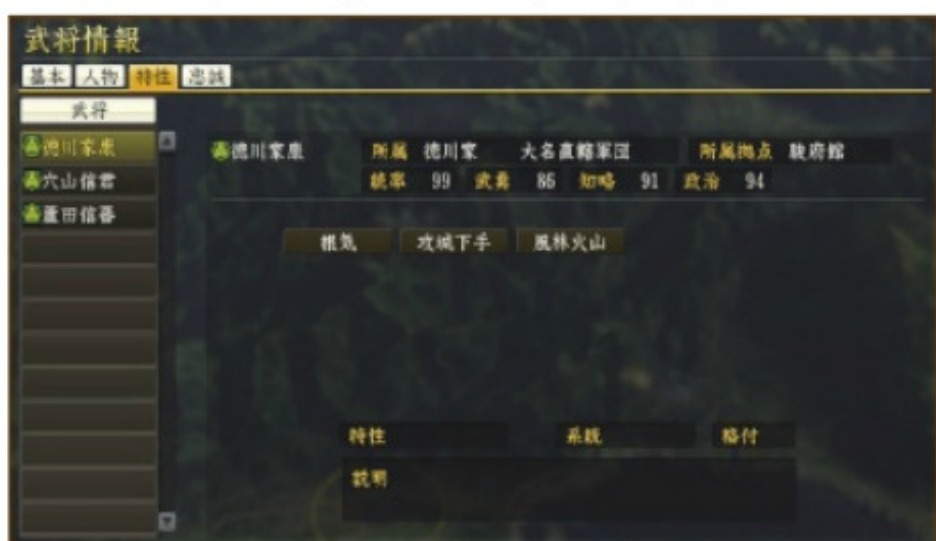 武将情報
基本 人物 特性 忠誠
武将
徳川家康
穴山信君
蘆田信蕃
徳川家康 所属 徳川家 大名直轄軍団 所属拠点 駿府館
統率 99 武勇 86 知略 91 政治 94
根気 攻城下手 風林火山
特性 系統 格付
説明